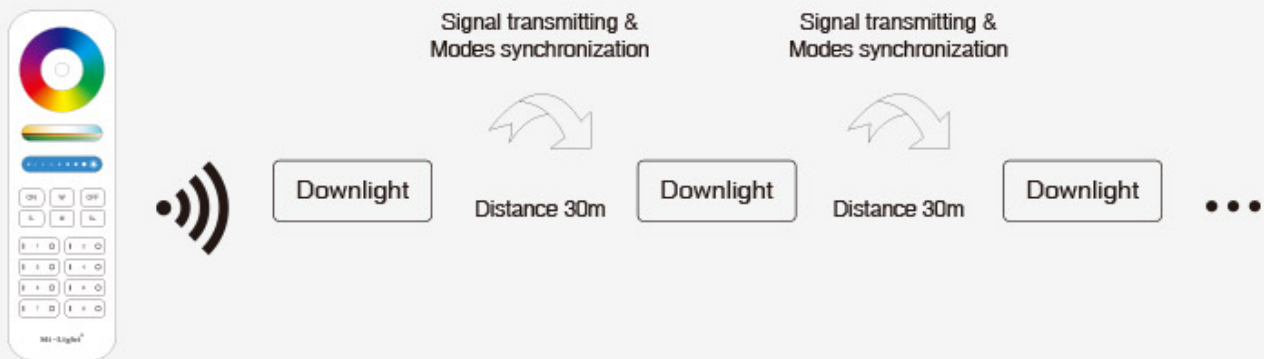 Signal transmitting &
Modes synchronization
Signal transmitting &
Modes synchronization
ON W OFF
Downlight
Distance 30m
Downlight
Distance 30m
Downlight
Mi-Light